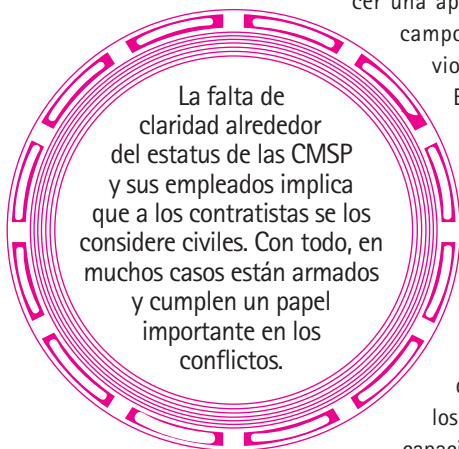 cer una ap
campo
vio
La falta de
claridad alrededor
del estatus de las CMSP
y sus empleados implica
que a los contratistas se los
considere civiles. Con todo, en
muchos casos están armados
y cumplen un papel
importante en los
conflictos.
los